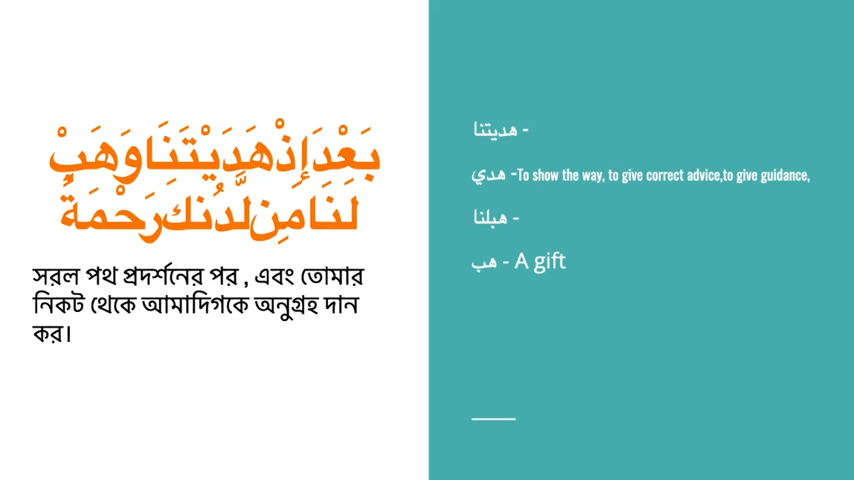 بَعْدَ إِذْ هَدَيْتَنَا وَهَبْ
لَنَا مِن لَّدُنكَ رَحْمَةً
সরল পথ প্রদর্শনের পর , এবং তোমার
নিকট থেকে আমাদিগকে অনুগ্রহ দান
কর।
هديتنا -
هدي -To show the way, to give correct advice,to give guidance,
هبلنا -
هب - A gift